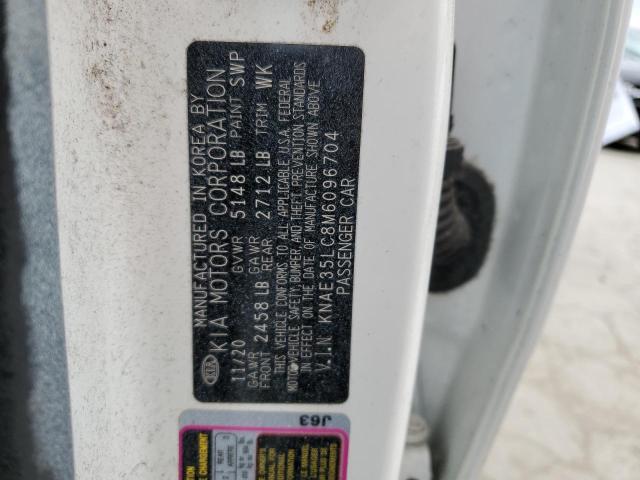 MANUFACTURED IN KOREA BY
KIA KIA MOTORS CORPORATION
11/20 GVWR 5148 LB PAINT SWP
GAWR FRONT 2458 LB GAWR REAR 2712 LB TRIM WK
THIS VEHICLE CONFORMS TO ALL APPLICABLE U.S.A. FEDERAL
MOTOR VEHICLE SAFETY, BUMPER, AND THEFT PREVENTION STANDARDS
IN EFFECT ON THE DATE OF MANUFACTURE SHOWN ABOVE
V.I.N KNAE35LC8M6096704
PASSENGER CAR
J63